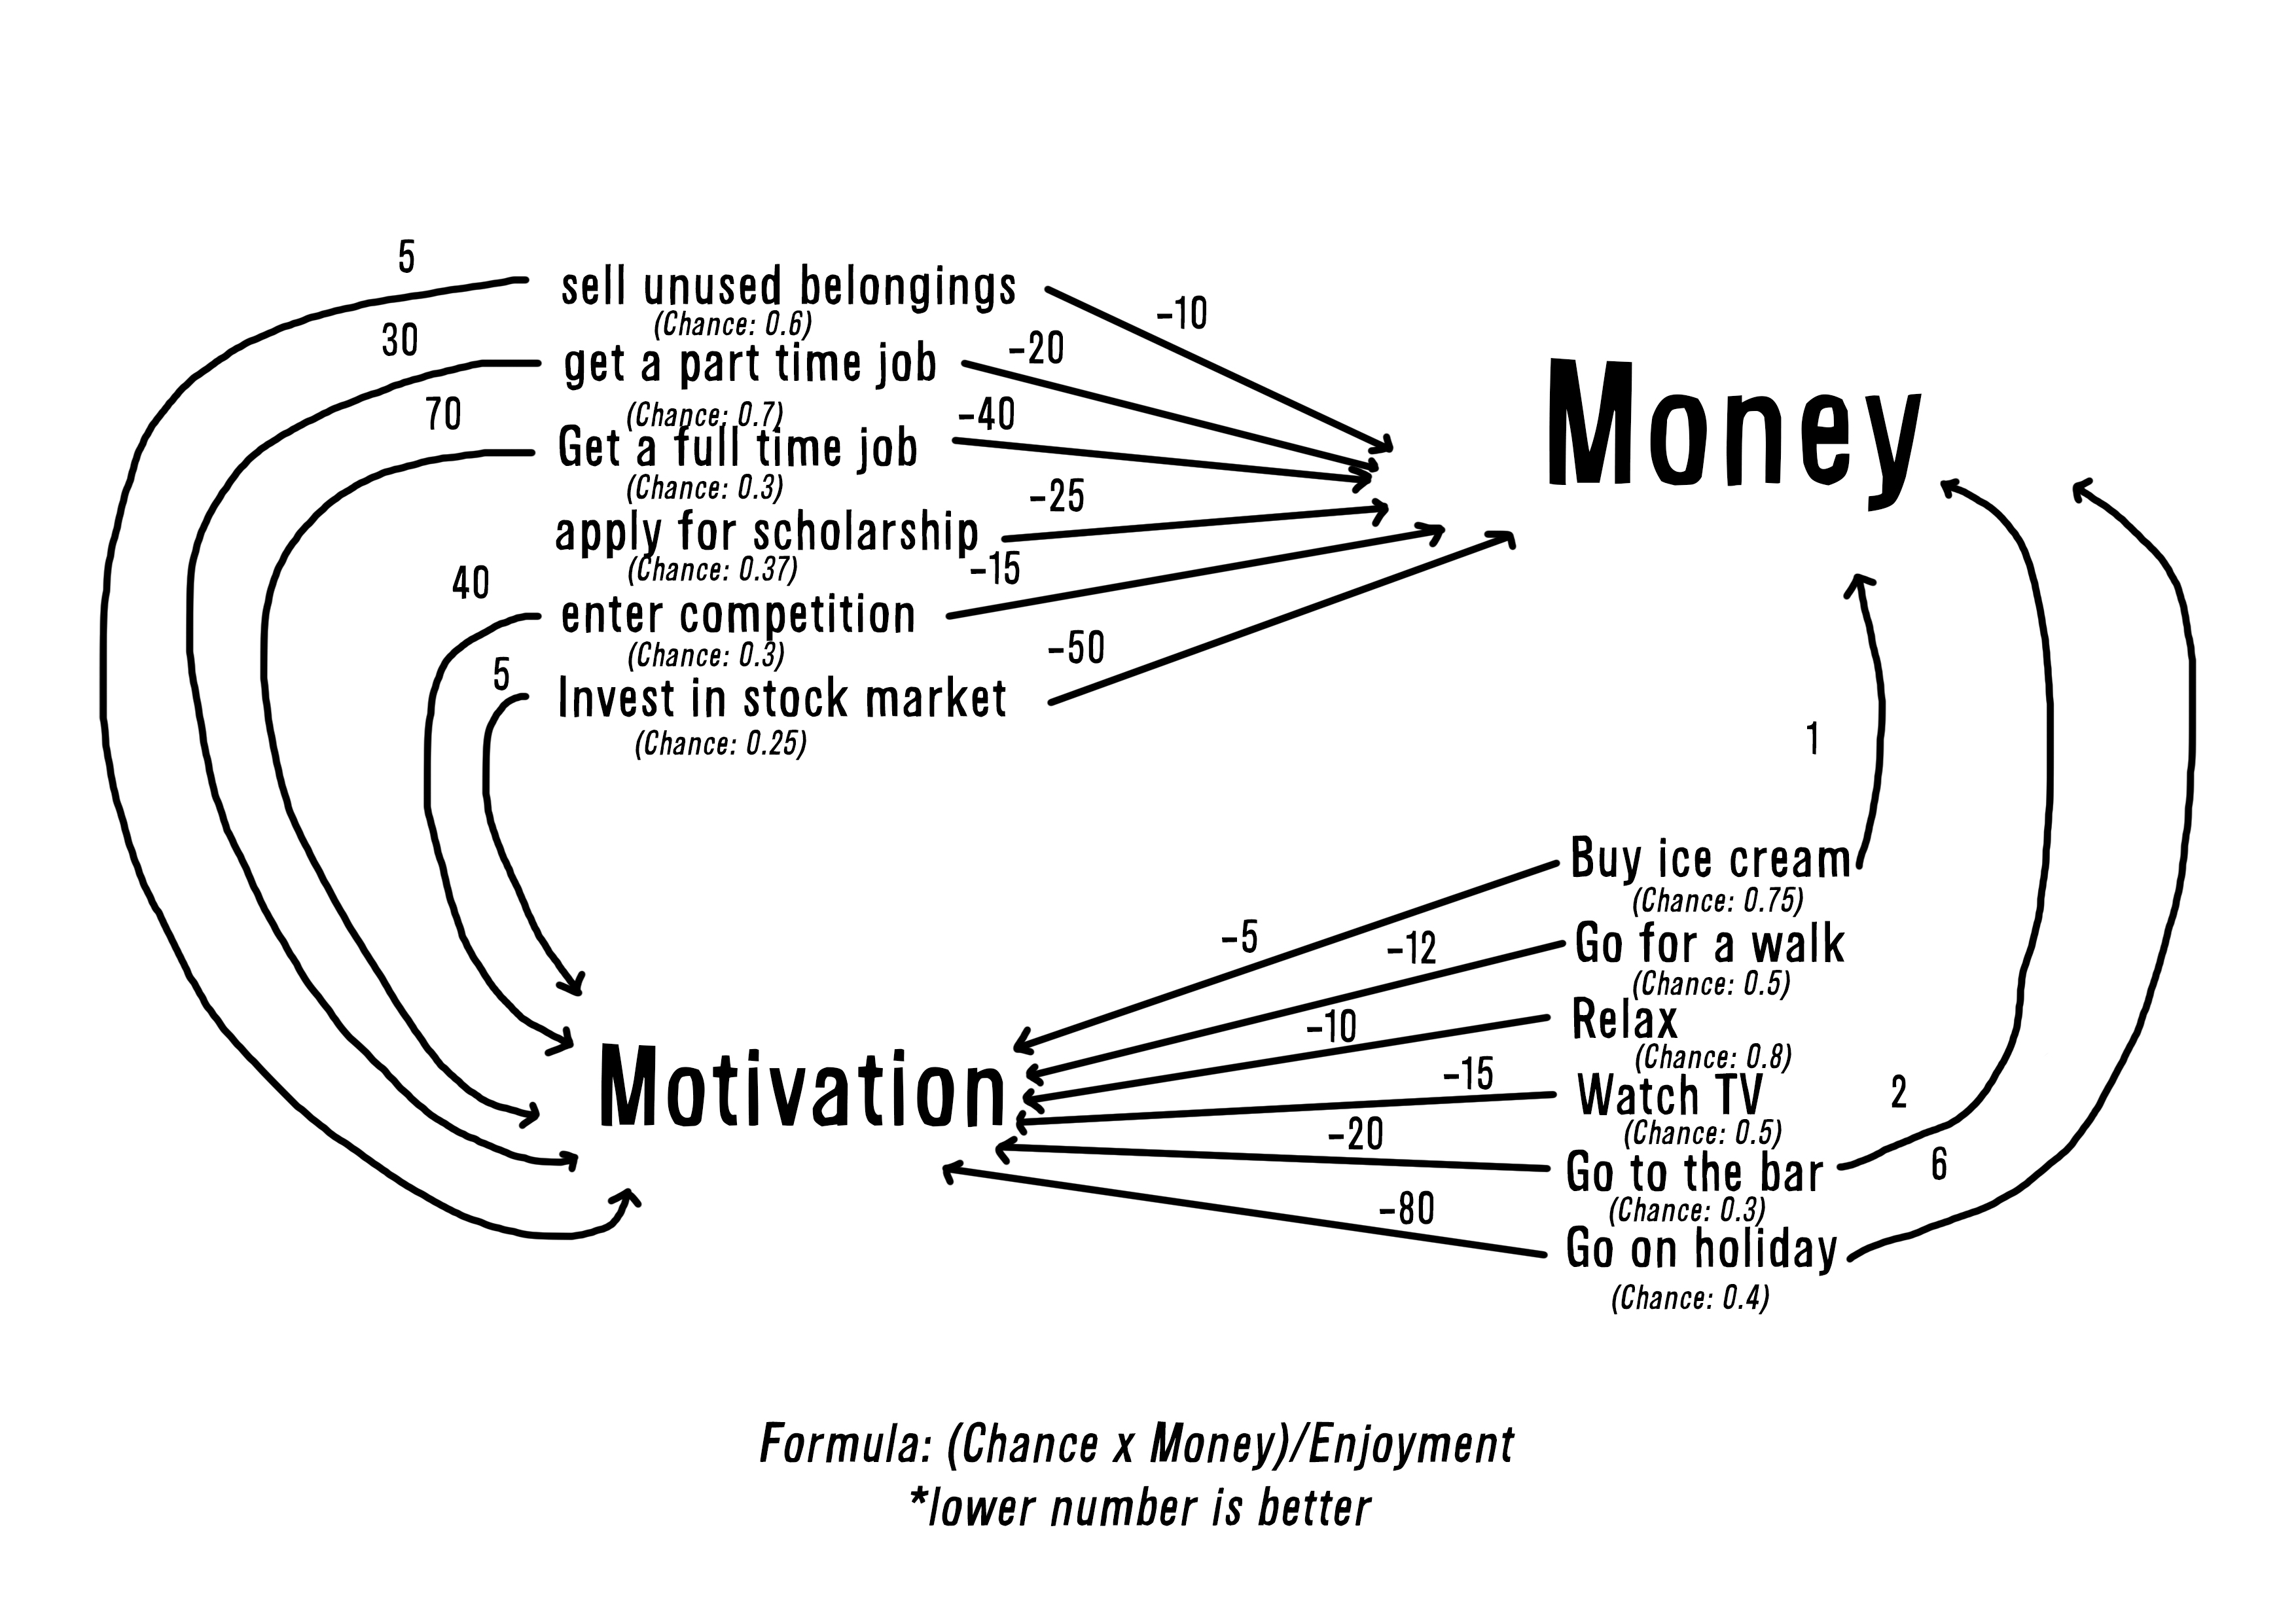 5
sell unused belongings
(Chance: 0.6)
-10
30
get a part time job
(Chance: 0.7)
-20
70
Get a full time job
(Chance: 0.3)
-40
apply for scholarship
(Chance: 0.37)
-25
40
enter competition
(Chance: 0.3)
-15
5
Invest in stock market
(Chance: 0.25)
-50
Money
1
Buy ice cream
(Chance: 0.75)
-5
Go for a walk
(Chance: 0.5)
-12
Relax
(Chance: 0.8)
-10
Watch TV
(Chance: 0.5)
-15
2
Go to the bar
(Chance: 0.3)
-20
6
Go on holiday
(Chance: 0.4)
-80
Motivation
Formula: (Chance x Money)/Enjoyment
*lower number is better